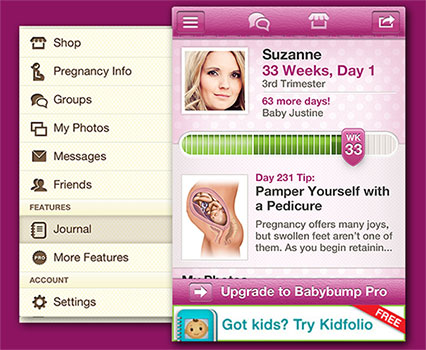 Shop
Pregnancy Info
Groups
My Photos
Messages
Friends
FEATURES
Journal
PRO
More Features
ACCOUNT
Settings
Suzanne
33 Weeks, Day 1
3rd Trimester
63 more days!
Baby Justine
WK
33
Day 231 Tip:
Pamper Yourself with
a Pedicure
Pregnancy offers many joys,
but swollen feet aren't one of
them. As you begin retainin...
My Photos
Upgrade to Babybump Pro
Got kids? Try Kidfolio
FREE